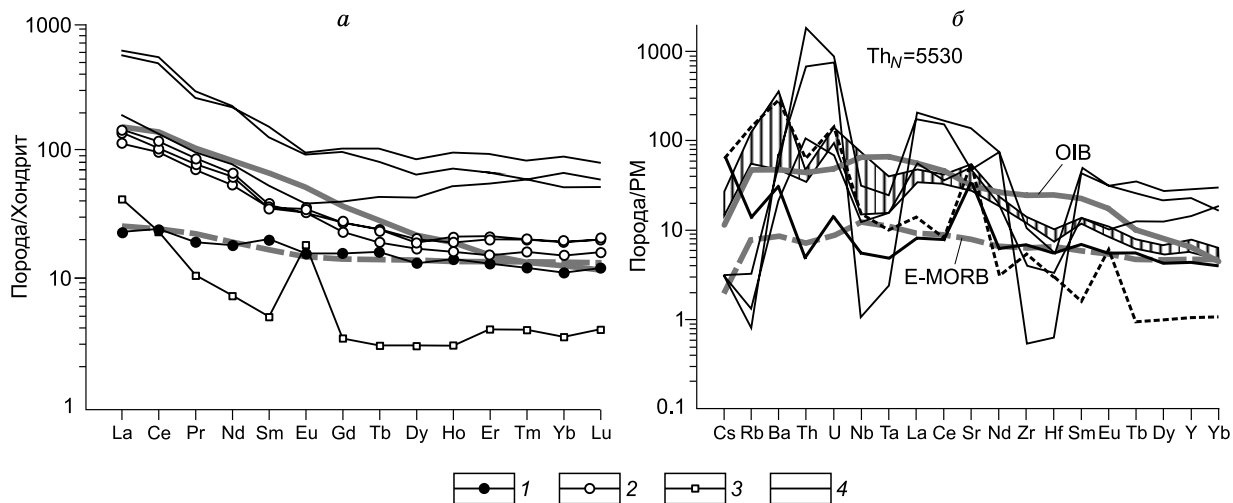 а
Порода/Хондрит
1000
100
10
1
La Ce Pr Nd Sm Eu Gd Tb Dy Ho Er Tm Yb Lu
б
Порода/PM
1000
100
10
1
0.1
Th_N=5530
OIB
E-MORB
Cs Rb Ba Th U Nb Ta La Ce Sr Nd Zr Hf Sm Eu Tb Dy Y Yb
1 2 3 4